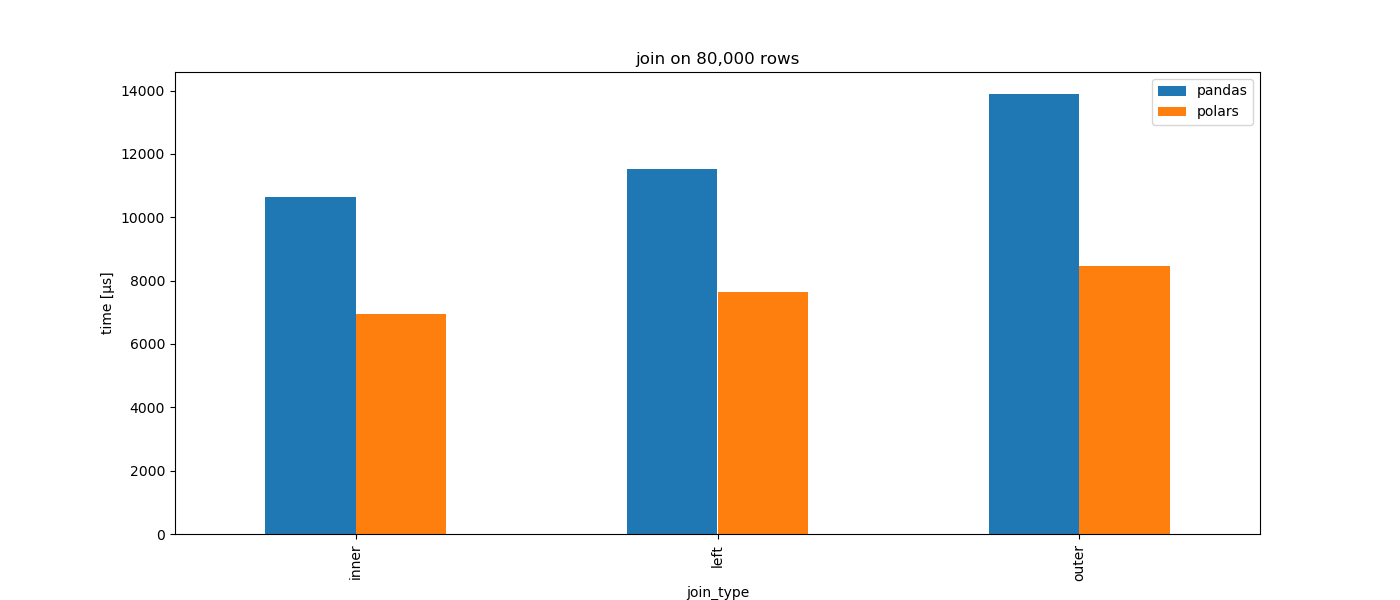 join on 80,000 rows
pandas
polars
14000
12000
10000
8000
6000
4000
2000
0
time [µs]
inner
left
outer
join_type